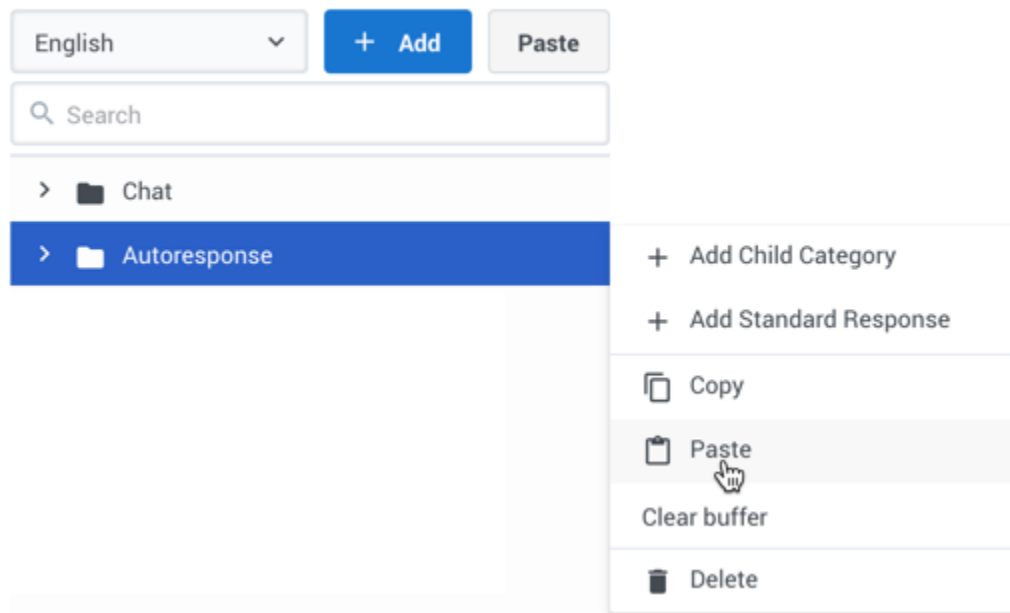 English
+ Add
Paste
Search
Chat
Autoresponse
+ Add Child Category
+ Add Standard Response
Copy
Paste
Clear buffer
Delete